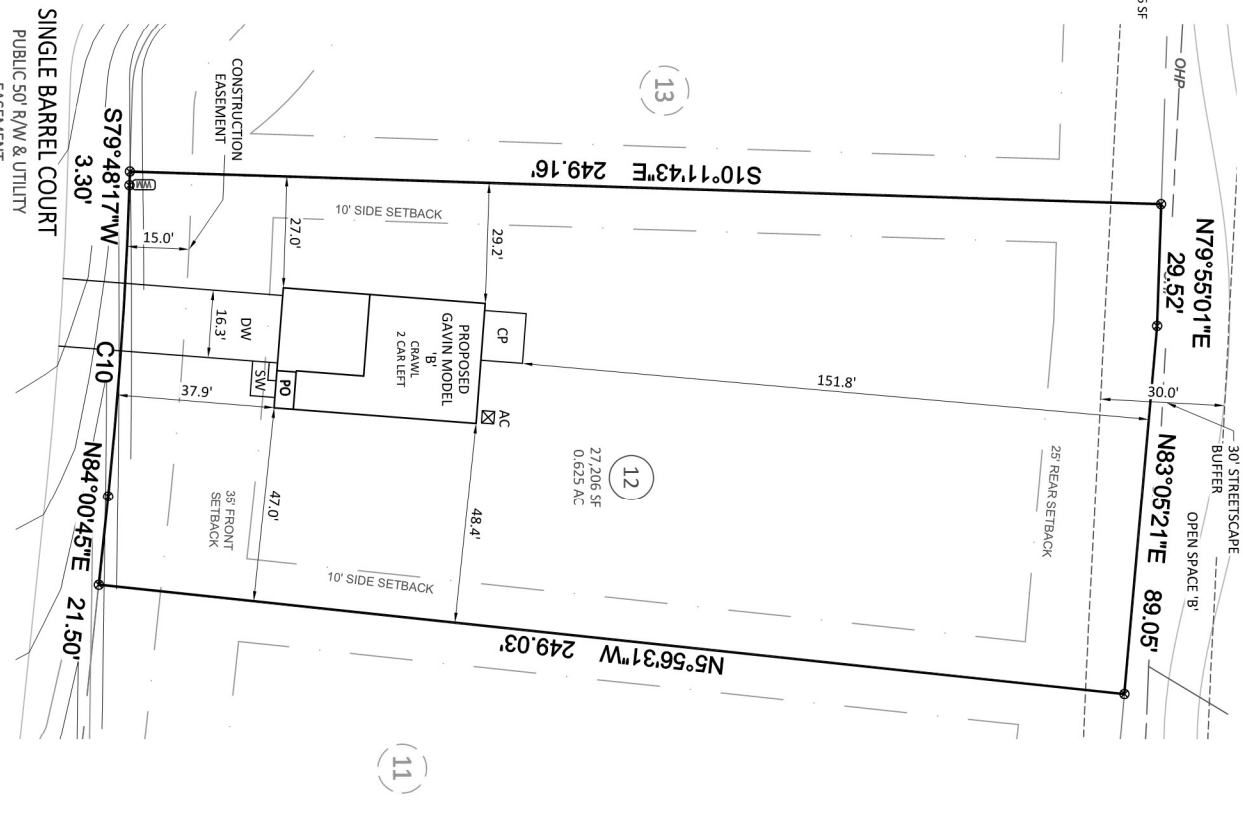 5 SF
OHP
30' STREETSCAPE
BUFFER
OPEN SPACE 'B'
N79°55'01"E
29.52'
30.0'
N83°05'21"E 89.05'
13
S10°11'43"E 249.16'
CONSTRUCTION
EASEMENT
SINGLE BARREL COURT
PUBLIC 50' R/W & UTILITY
EASEMENT
S79°48'17"W
3.30'
WM
15.0'
10' SIDE SETBACK
27.0'
29.2'
DW
16.3'
C10
37.9'
SW
PO
PROPOSED
GAVIN MODEL
'B'
CRAWL
2 CAR LEFT
CP
AC
151.8'
12
27,206 SF
0.625 AC
25' REAR SETBACK
35' FRONT
SETBACK
47.0'
48.4'
10' SIDE SETBACK
N84°00'45"E 21.50'
N5°56'31"W 249.03'
11